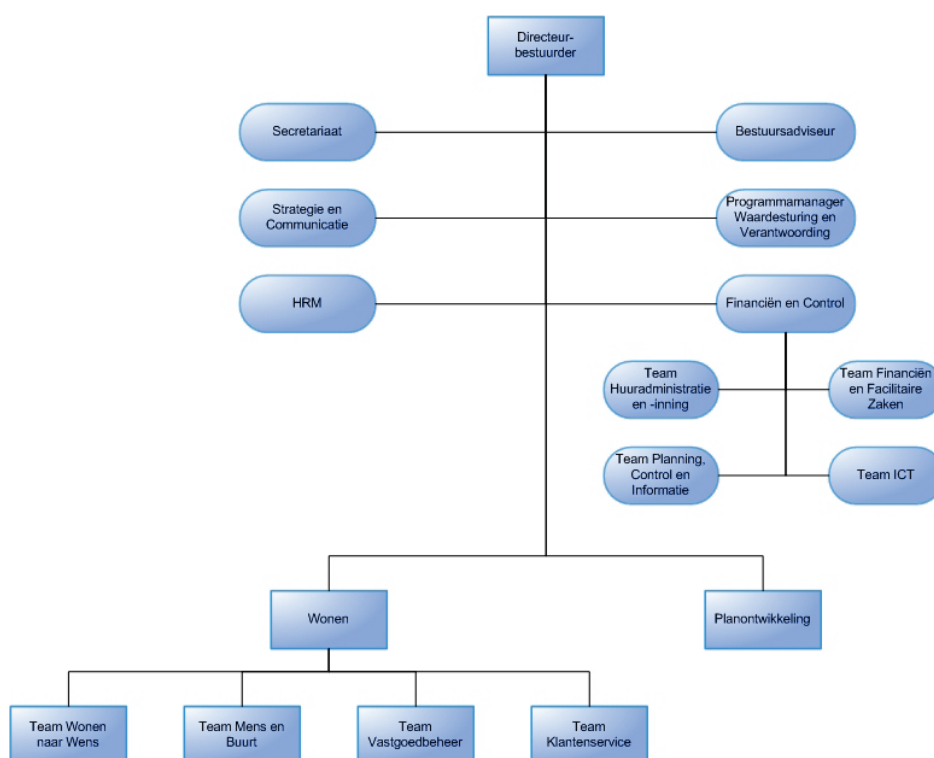 Directeur-
bestuurder
Secretariaat
Bestuursadviseur
Strategie en
Communicatie
Programmamanager
Waardesturing en
Verantwoording
HRM
Financiën en Control
Team
Huuradministratie
en -inning
Team Financiën
en Facilitaire
Zaken
Team Planning,
Control en
Informatie
Team ICT
Wonen
Planontwikkeling
Team Wonen
naar Wens
Team Mens en
Buurt
Team
Vastgoedbeheer
Team
Klantenservice